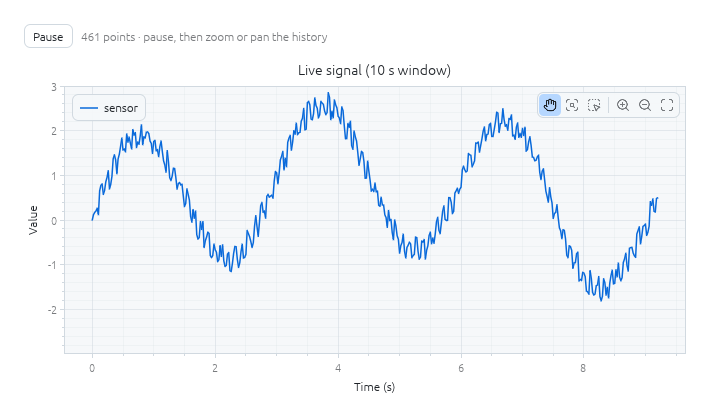 Pause 461 points · pause, then zoom or pan the history
Live signal (10 s window)
sensor
3
2
1
0
-1
-2
Value
0 2 4 6 8
Time (s)